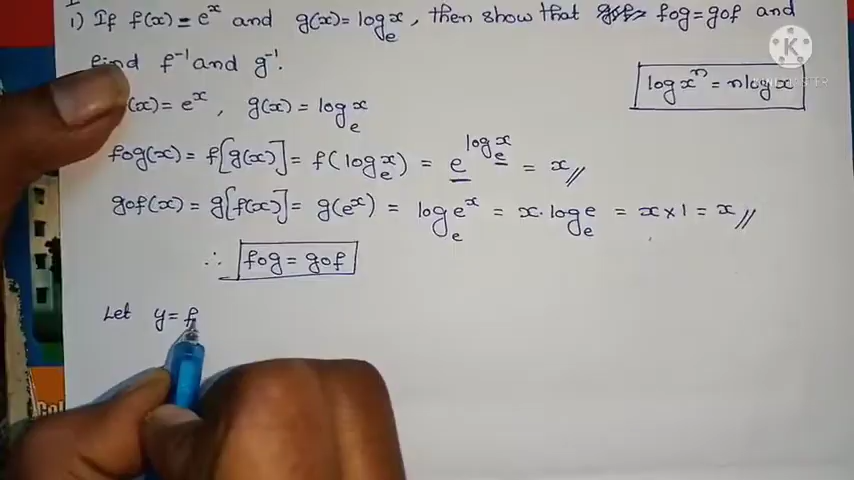 1) If f(x) = e^x and g(x) = log_e x, then show that fog = gof and
find f^-1 and g^-1.
(x) = e^x , g(x) = log_e x
log x^n = n log x
fog(x) = f[g(x)] = f(log_e x) = e^{log_e x} = x //
gof(x) = g[f(x)] = g(e^x) = log_e e^x = x · log_e e = x × 1 = x //
∴ fog = gof
Let y = f
K
KINEMASTER